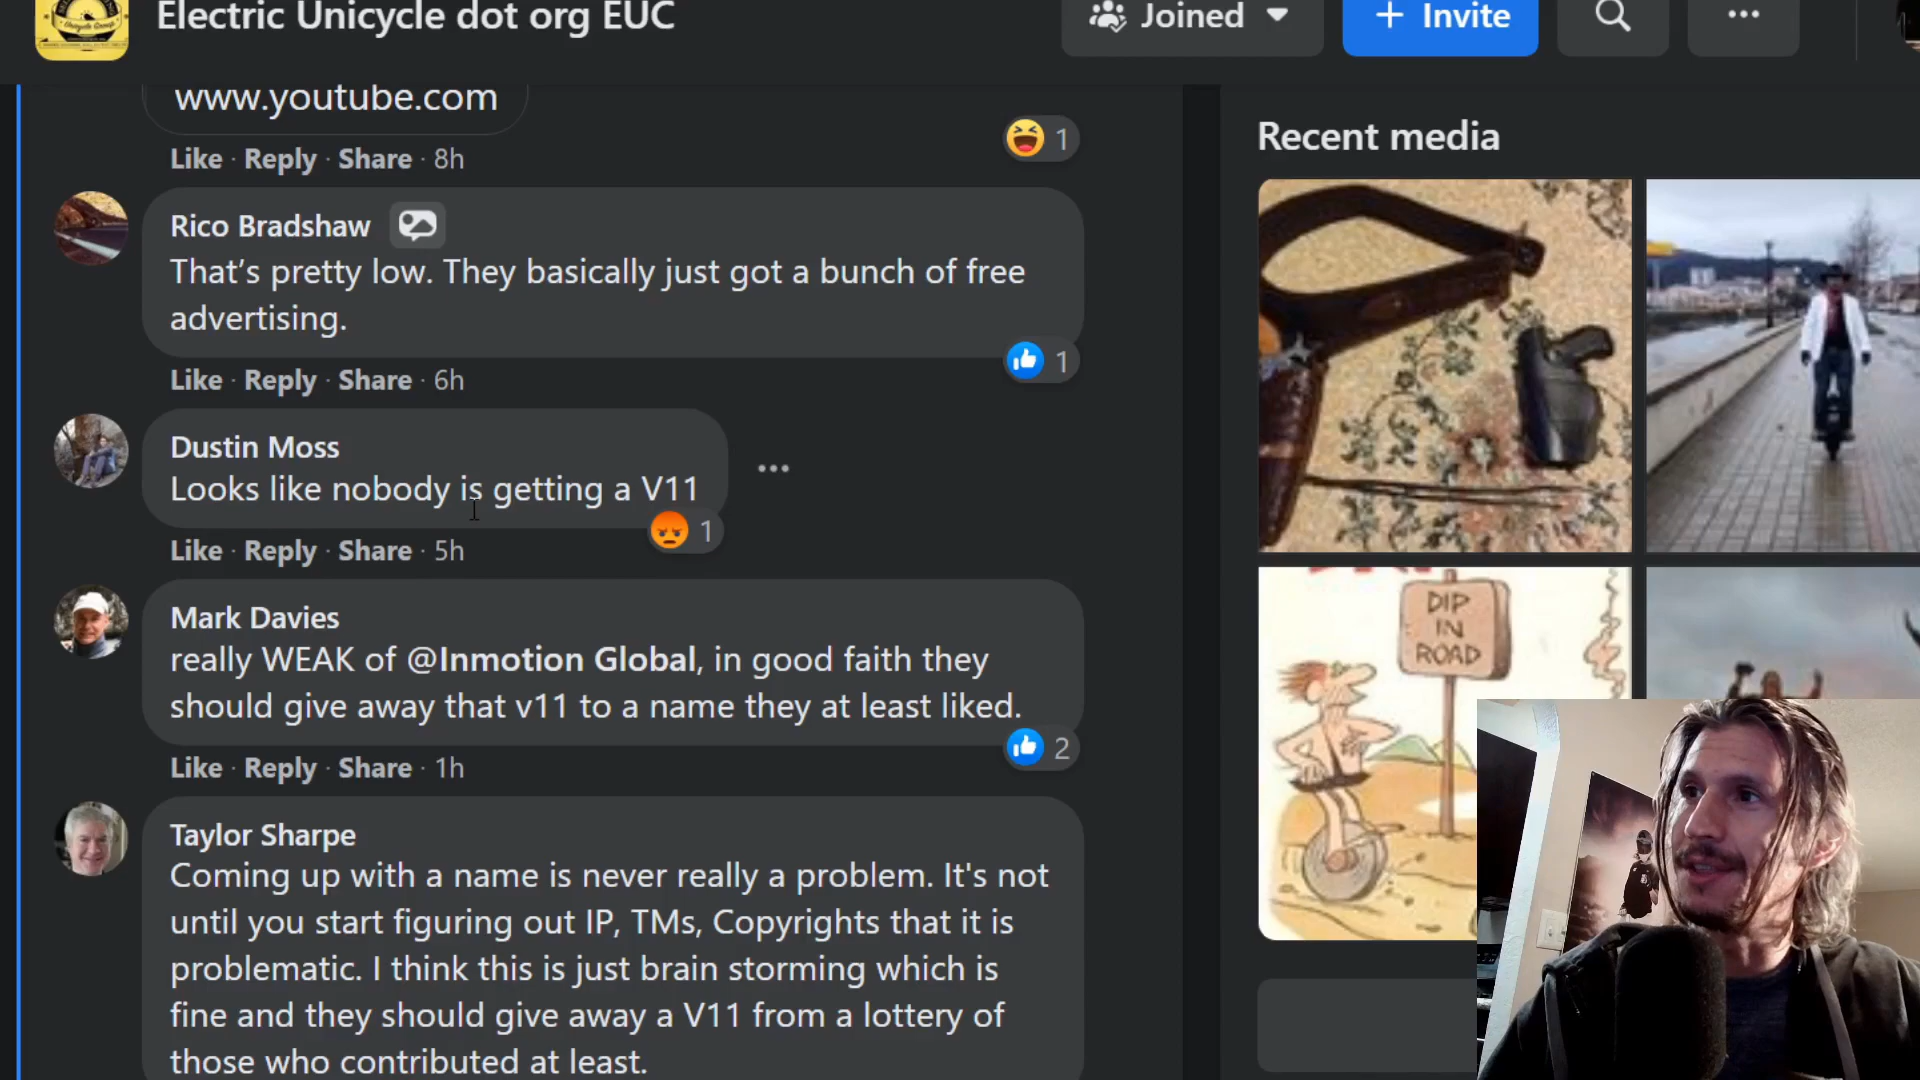 Electric Unicycle dot org EUC
Joined
+ Invite
www.youtube.com
Like · Reply · Share · 8h
1
Rico Bradshaw
That's pretty low. They basically just got a bunch of free
advertising.
1
Like · Reply · Share · 6h
Dustin Moss
Looks like nobody is getting a V11
1
Like · Reply · Share · 5h
Mark Davies
really WEAK of @Inmotion Global, in good faith they
should give away that v11 to a name they at least liked.
2
Like · Reply · Share · 1h
Taylor Sharpe
Coming up with a name is never really a problem. It's not
until you start figuring out IP, TMs, Copyrights that it is
problematic. I think this is just brain storming which is
fine and they should give away a V11 from a lottery of
those who contributed at least.
Recent media
DIP
IN
ROAD